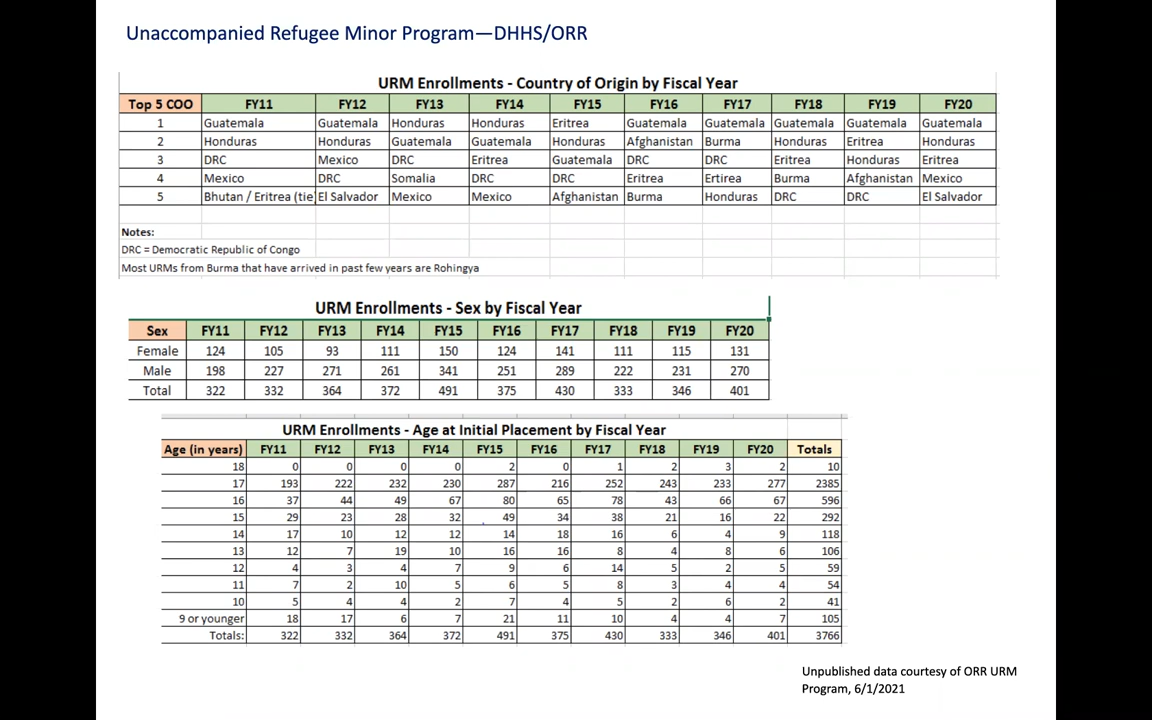 Unaccompanied Refugee Minor Program—DHHS/ORR
URM Enrollments - Country of Origin by Fiscal Year
Top 5 COO FY11 FY12 FY13 FY14 FY15 FY16 FY17 FY18 FY19 FY20
1 Guatemala Guatemala Honduras Honduras Eritrea Guatemala Guatemala Guatemala Guatemala Guatemala
2 Honduras Honduras Guatemala Guatemala Honduras Afghanistan Burma Honduras Eritrea Honduras
3 DRC Mexico DRC Eritrea Guatemala DRC DRC Eritrea Honduras Eritrea
4 Mexico DRC Somalia DRC DRC Eritrea Ertirea Burma Afghanistan Mexico
5 Bhutan / Eritrea (tie) El Salvador Mexico Mexico Afghanistan Burma Honduras DRC DRC El Salvador
Notes:
DRC = Democratic Republic of Congo
Most URMs from Burma that have arrived in past few years are Rohingya
URM Enrollments - Sex by Fiscal Year
Sex FY11 FY12 FY13 FY14 FY15 FY16 FY17 FY18 FY19 FY20
Female 124 105 93 111 150 124 141 111 115 131
Male 198 227 271 261 341 251 289 222 231 270
Total 322 332 364 372 491 375 430 333 346 401
URM Enrollments - Age at Initial Placement by Fiscal Year
Age (in years) FY11 FY12 FY13 FY14 FY15 FY16 FY17 FY18 FY19 FY20 Totals
18 0 0 0 0 2 0 1 2 3 2 10
17 193 222 232 230 287 216 252 243 233 277 2385
16 37 44 49 67 80 65 78 43 66 67 596
15 29 23 28 32 49 34 38 21 16 22 292
14 17 10 12 12 14 18 16 6 4 9 118
13 12 7 19 10 16 16 8 4 8 6 106
12 4 3 4 7 9 6 14 5 2 5 59
11 7 2 10 5 6 5 8 3 4 4 54
10 5 4 4 2 7 4 5 2 6 2 41
9 or younger 18 17 6 7 21 11 10 4 4 7 105
Totals: 322 332 364 372 491 375 430 333 346 401 3766
Unpublished data courtesy of ORR URM
Program, 6/1/2021